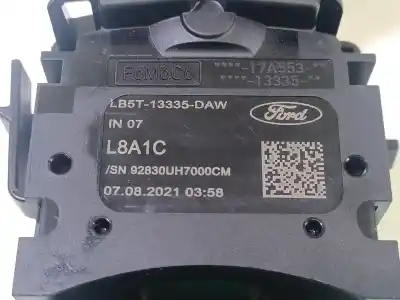 FoMoCo
****-17A553-**
****-13335-**
LB5T-13335-DAW
Ford
IN 07
L8A1C
/SN 92830UH7000CM
07.08.2021 03:58